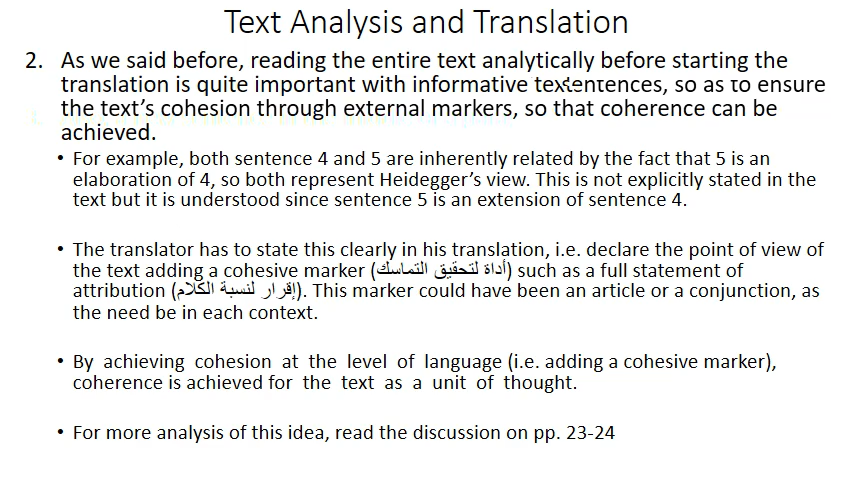 Text Analysis and Translation
2. As we said before, reading the entire text analytically before starting the
translation is quite important with informative so as to ensure
the text's cohesion through external markers, so that coherence can be
achieved.
• For example, both sentence 4 and 5 are inherently related by the fact that 5 is an
elaboration of 4, so both represent Heidegger's view. This is not explicitly stated in the
text but it is understood since sentence 5 is an extension of sentence 4.
• The translator has to state this clearly in his translation, i.e. declare the point of view of
the text adding a cohesive marker (أداة لتحقيق التماسك) such as a full statement of
attribution (إقرار لنسبة الكلام). This marker could have been an article or a conjunction, as
the need be in each context.
• By achieving cohesion at the level of language (i.e. adding a cohesive marker),
coherence is achieved for the text as a unit of thought.
• For more analysis of this idea, read the discussion on pp. 23-24